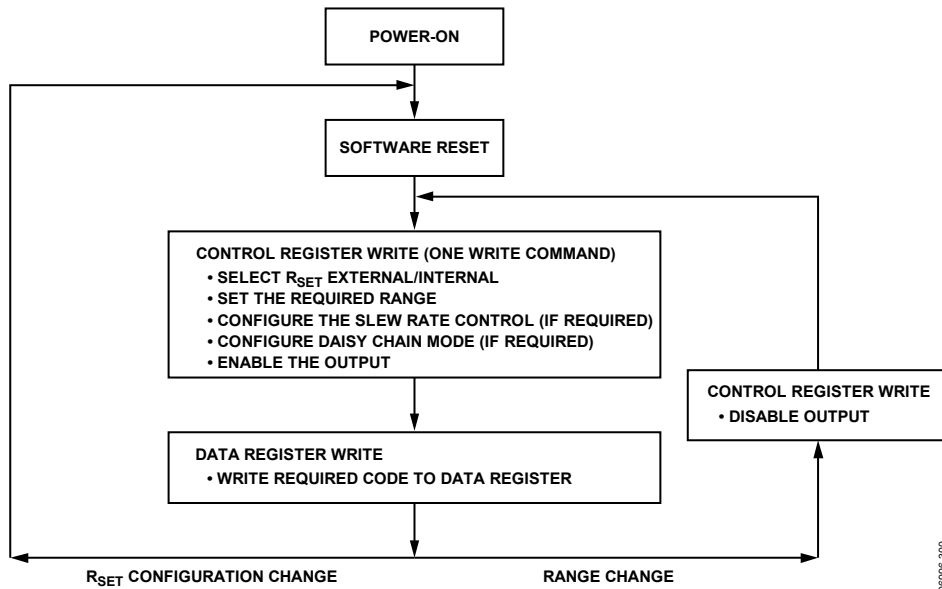 POWER-ON
SOFTWARE RESET
CONTROL REGISTER WRITE (ONE WRITE COMMAND)
• SELECT RSET EXTERNAL/INTERNAL
• SET THE REQUIRED RANGE
• CONFIGURE THE SLEW RATE CONTROL (IF REQUIRED)
• CONFIGURE DAISY CHAIN MODE (IF REQUIRED)
• ENABLE THE OUTPUT
CONTROL REGISTER WRITE
• DISABLE OUTPUT
DATA REGISTER WRITE
• WRITE REQUIRED CODE TO DATA REGISTER
RSET CONFIGURATION CHANGE
RANGE CHANGE